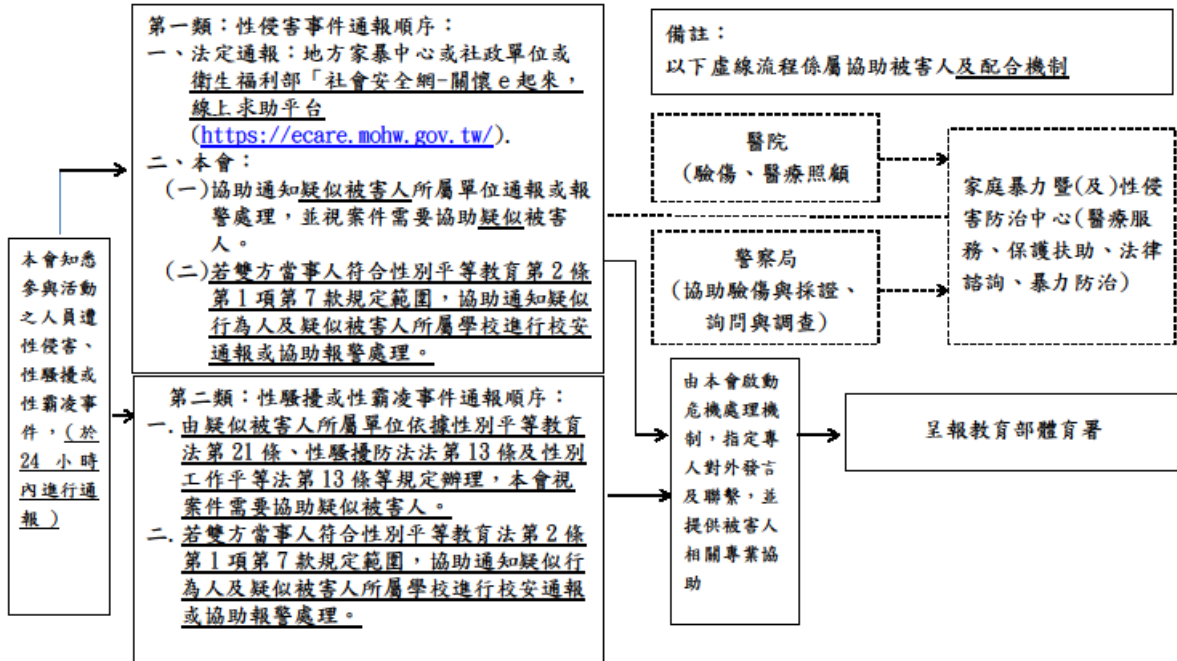 本會知悉
參與活動
之人員遭
性侵害、
性騷擾或
性霸凌事
件，(於
24 小時
內進行通
報)
第一類：性侵害事件通報順序：
一、法定通報：地方家暴中心或社政單位或
衛生福利部「社會安全網-關懷 e 起來，
線上求助平台
(https://ecare.mohw.gov.tw/).
二、本會：
(一)協助通知疑似被害人所屬單位通報或報
警處理，並視案件需要協助疑似被害
人。
(二)若雙方當事人符合性別平等教育第 2 條
第 1 項第 7 款規定範圍，協助通知疑似
行為人及疑似被害人所屬學校進行校安
通報或協助報警處理。
第二類：性騷擾或性霸凌事件通報順序：
一. 由疑似被害人所屬單位依據性別平等教育
法第 21 條、性騷擾防法法第 13 條及性別
工作平等法第 13 條等規定辦理，本會視
案件需要協助疑似被害人。
二. 若雙方當事人符合性別平等教育法第 2 條
第 1 項第 7 款規定範圍，協助通知疑似行
為人及疑似被害人所屬學校進行校安通報
或協助報警處理。
備註：
以下虛線流程係屬協助被害人及配合機制
醫院
(驗傷、醫療照顧
警察局
(協助驗傷與採證、
詢問與調查)
家庭暴力暨(及)性侵
害防治中心(醫療服
務、保護扶助、法律
諮詢、暴力防治)
由本會啟動
危機處理機
制，指定專
人對外發言
及聯繫，並
提供被害人
相關專業協
助
呈報教育部體育署